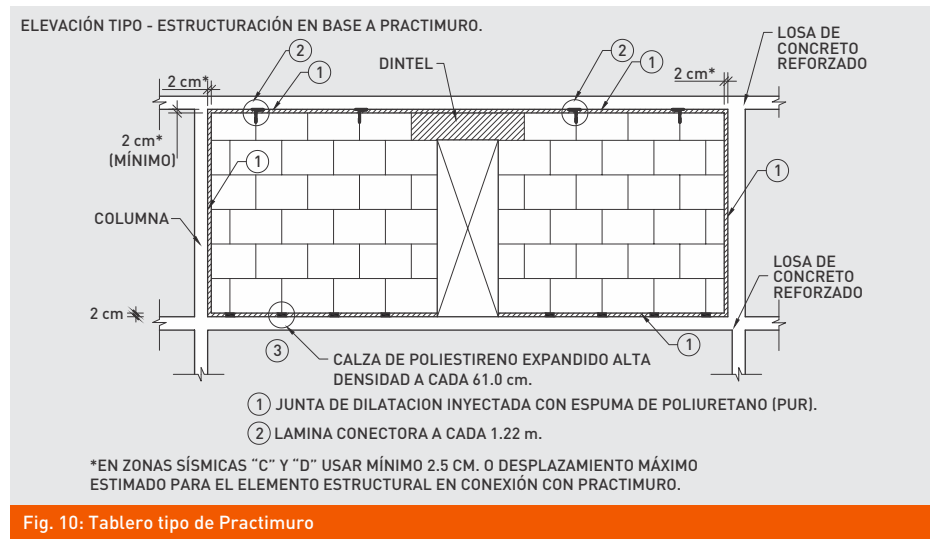 ELEVACIÓN TIPO - ESTRUCTURACIÓN EN BASE A PRACTIMURO.
2
1
DINTEL
2
1
LOSA DE
CONCRETO
REFORZADO
2 cm*
2 cm*
2 cm*
(MÍNIMO)
1
1
COLUMNA
LOSA DE
CONCRETO
REFORZADO
2 cm
3
1
CALZA DE POLIESTIRENO EXPANDIDO ALTA
DENSIDAD A CADA 61.0 cm.
1 JUNTA DE DILATACION INYECTADA CON ESPUMA DE POLIURETANO (PUR).
2 LAMINA CONECTORA A CADA 1.22 m.
*EN ZONAS SÍSMICAS “C” Y “D” USAR MÍNIMO 2.5 CM. O DESPLAZAMIENTO MÁXIMO
ESTIMADO PARA EL ELEMENTO ESTRUCTURAL EN CONEXIÓN CON PRACTIMURO.
Fig. 10: Tablero tipo de Practimuro